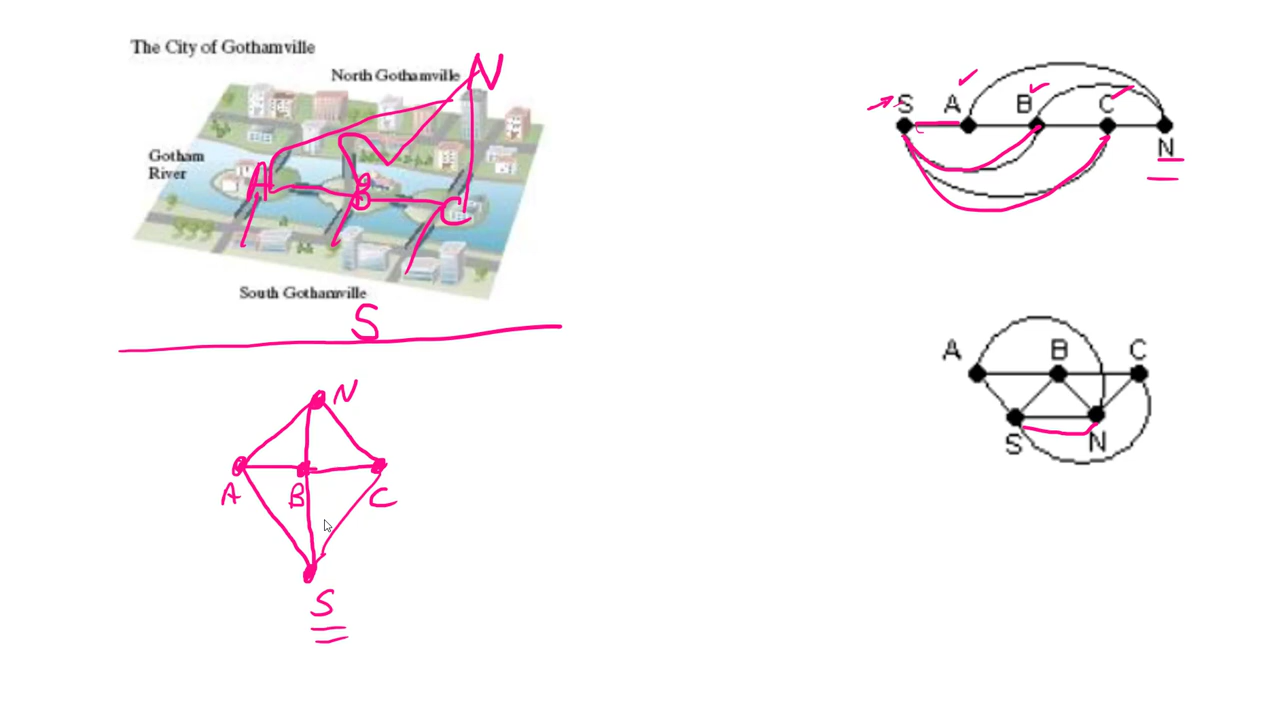 The City of Gothamville
North Gothamville
N
Gotham
River
A
B
C
South Gothamville
S
N
A
B
C
S
S A B C
N
A B C
S N